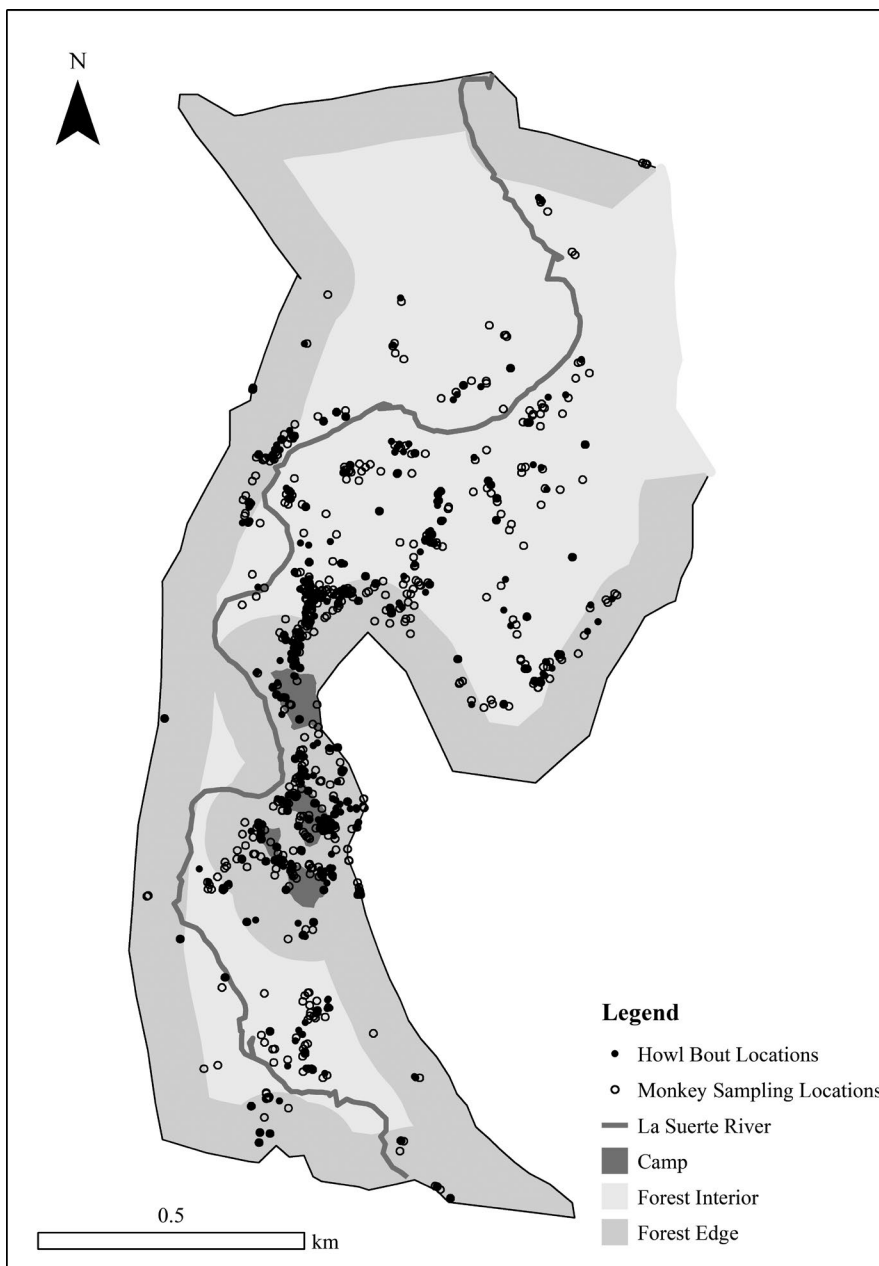 N
Legend
Howl Bout Locations
Monkey Sampling Locations
La Suerte River
Camp
Forest Interior
Forest Edge
0.5
km